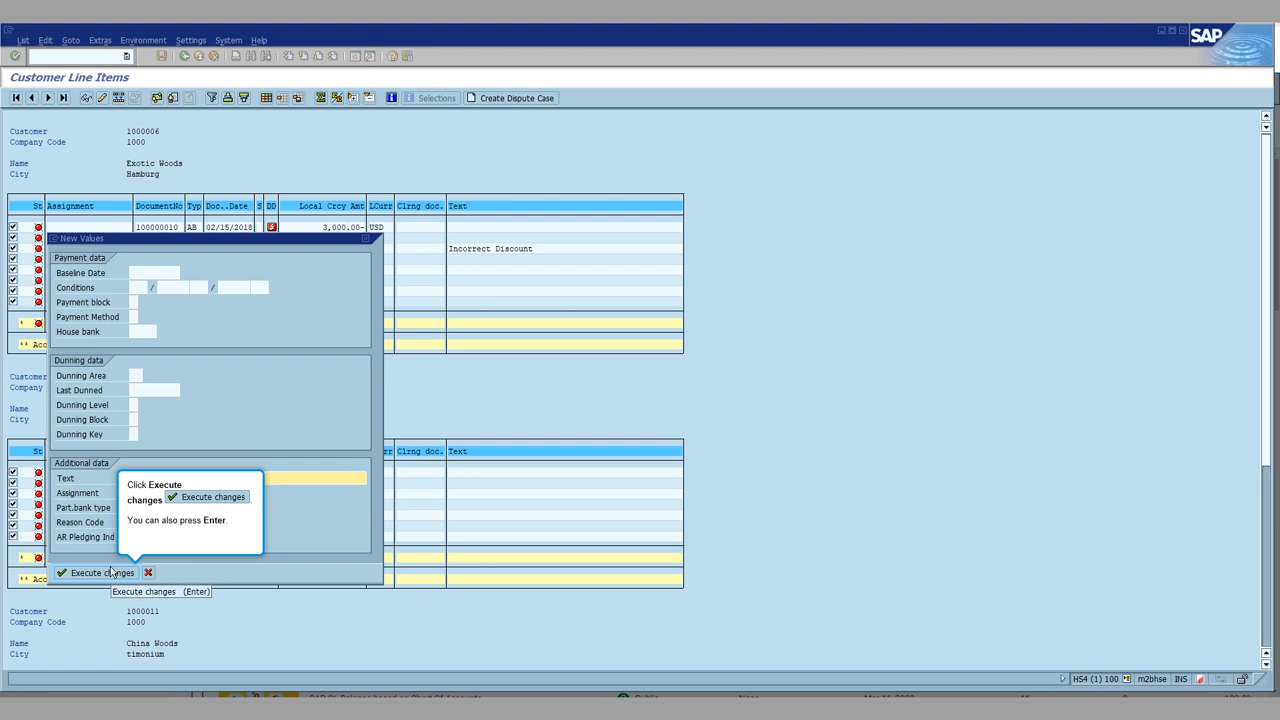 List Edit Goto Extras Environment Settings System Help
SAP
Customer Line Items
Selections Create Dispute Case
Customer 1000006
Company Code 1000
Name Exotic Woods
City Hamburg
St Assignment DocumentNo Typ Doc..Date S DD Local Crcy Amt LCurr Clrng doc. Text
100000010 AB 02/15/2018 3,000.00- USD
New Values
Incorrect Discount
Payment data
Baseline Date
Conditions / /
Payment block
Payment Method
House bank
*
** Acc
Dunning data
Dunning Area
Last Dunned
Dunning Level
Dunning Block
Dunning Key
Customer
Company
Name
City
St Clrng doc. Text
Additional data
Text
Assignment
Part.bank type
Reason Code
AR Pledging Ind
Click Execute
changes Execute changes
You can also press Enter.
*
** Acc
Execute changes
Execute changes (Enter)
Customer 1000011
Company Code 1000
Name China Woods
City timonium
HS4 (1) 100 m2bhse INS